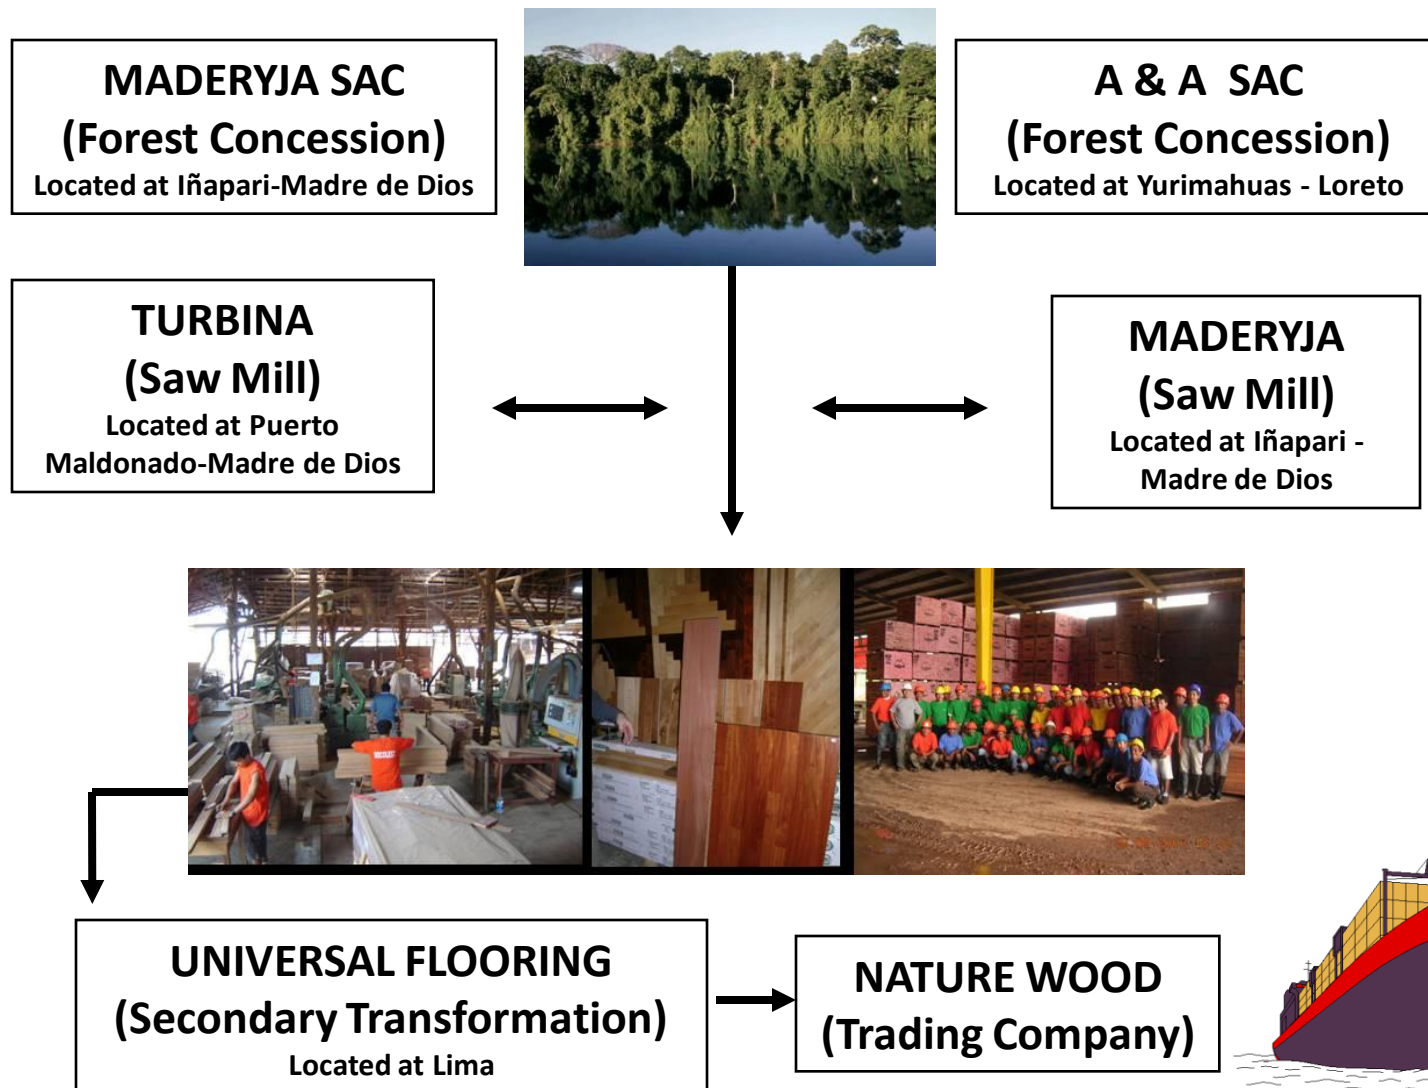 MADERYJA SAC
(Forest Concession)
Located at Iñapari-Madre de Dios
A & A  SAC
(Forest Concession)
Located at Yurimahuas - Loreto
TURBINA
(Saw Mill)
Located at Puerto
Maldonado-Madre de Dios
MADERYJA
(Saw Mill)
Located at Iñapari -
Madre de Dios
UNIVERSAL FLOORING
(Secondary Transformation)
Located at Lima
NATURE WOOD
(Trading Company)